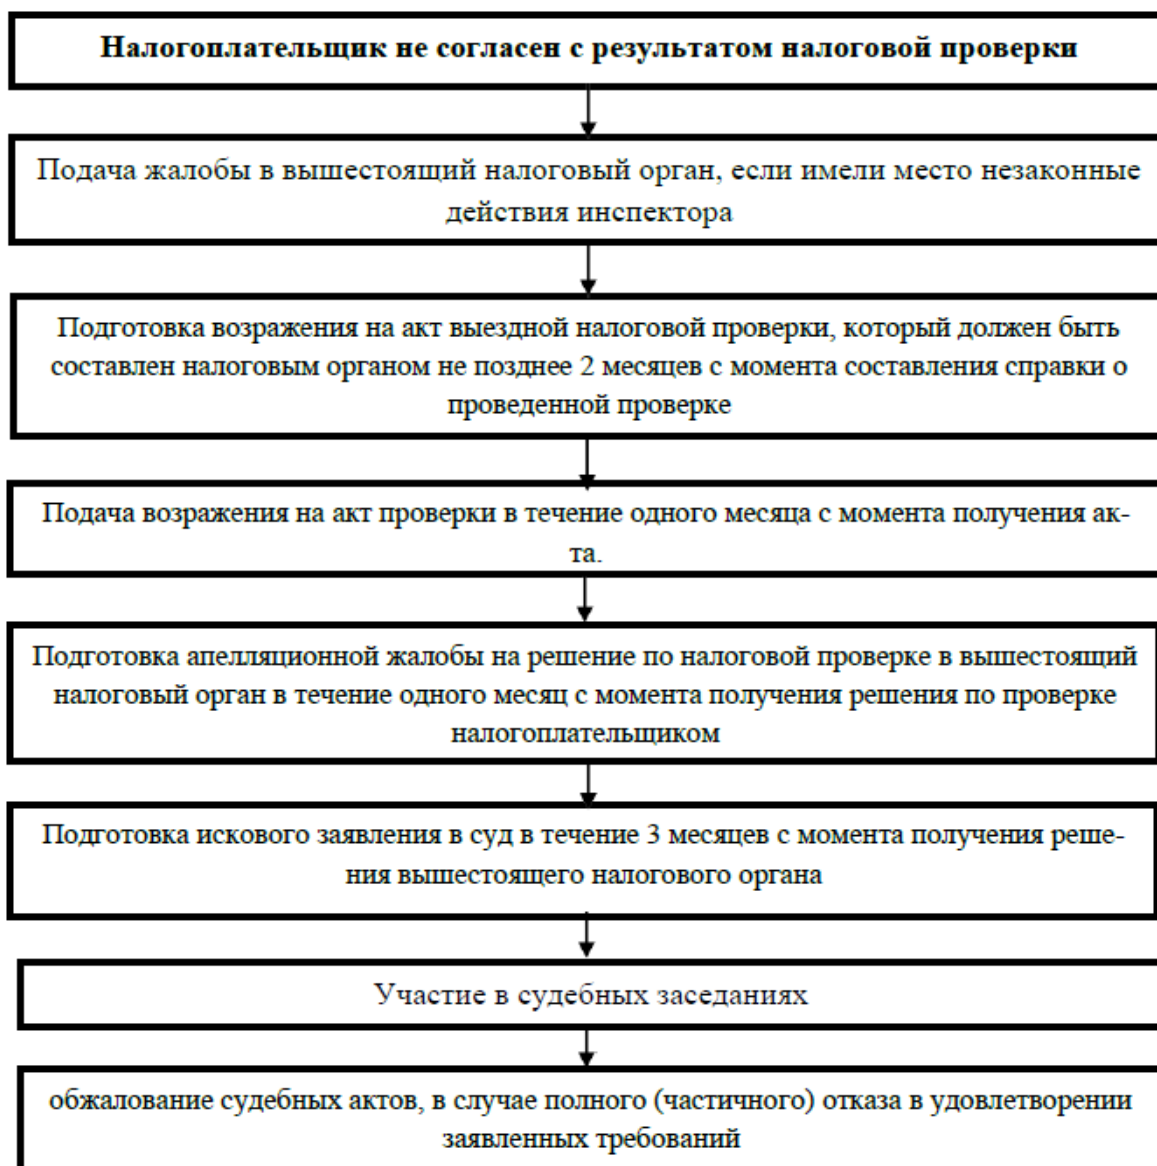 Налогоплательщик не согласен с результатом налоговой проверки
Подача жалобы в вышестоящий налоговый орган, если имели место незаконные
действия инспектора
Подготовка возражения на акт выездной налоговой проверки, который должен быть
составлен налоговым органом не позднее 2 месяцев с момента составления справки о
проведенной проверке
Подача возражения на акт проверки в течение одного месяца с момента получения ак-
та.
Подготовка апелляционной жалобы на решение по налоговой проверке в вышестоящий
налоговый орган в течение одного месяц с момента получения решения по проверке
налогоплательщиком
Подготовка искового заявления в суд в течение 3 месяцев с момента получения реше-
ния вышестоящего налогового органа
Участие в судебных заседаниях
обжалование судебных актов, в случае полного (частичного) отказа в удовлетворении
заявленных требований